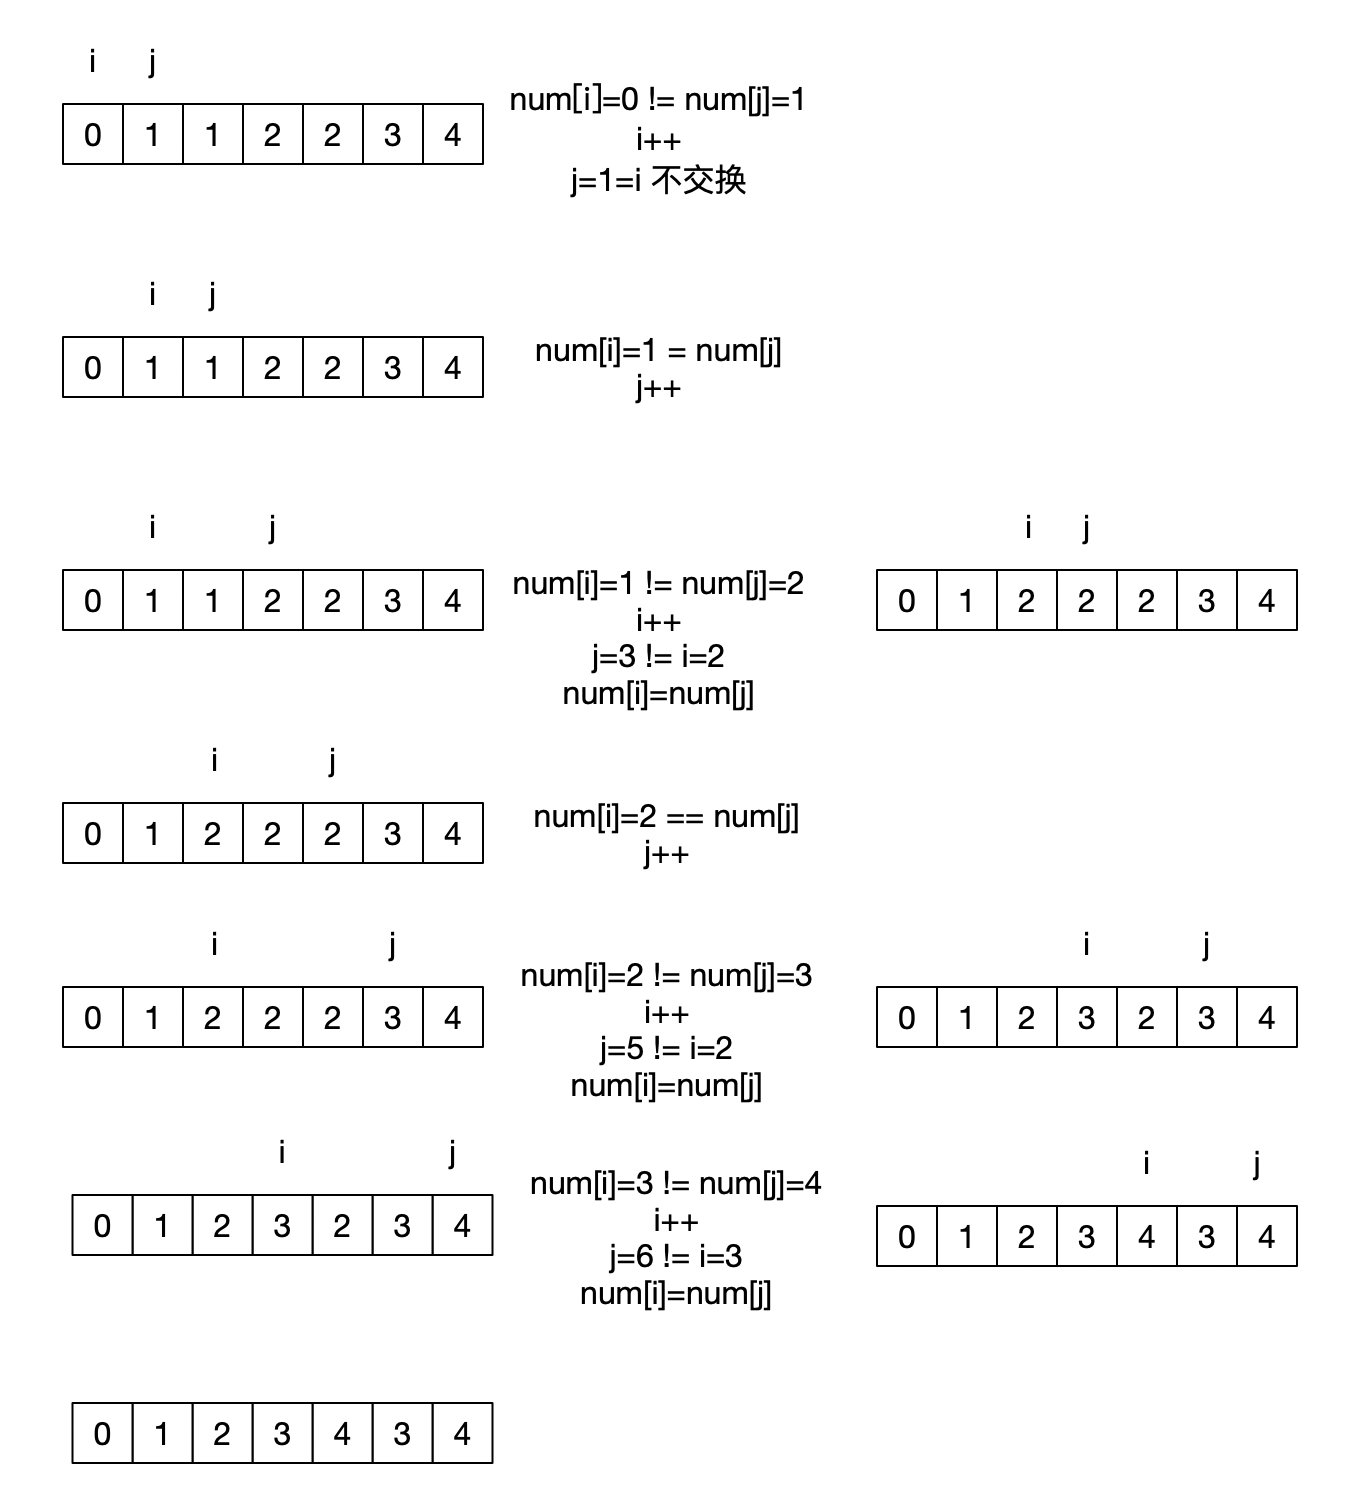 i j
0 1 1 2 2 3 4
num[i]=0 != num[j]=1
i++
j=1=i 不交换
i j
0 1 1 2 2 3 4
num[i]=1 = num[j]
j++
i j
0 1 1 2 2 3 4
num[i]=1 != num[j]=2
i++
j=3 != i=2
num[i]=num[j]
i j
0 1 2 2 2 3 4
i j
0 1 2 2 2 3 4
num[i]=2 == num[j]
j++
i j
0 1 2 2 2 3 4
num[i]=2 != num[j]=3
i++
j=5 != i=2
num[i]=num[j]
i j
0 1 2 3 2 3 4
i j
0 1 2 3 2 3 4
num[i]=3 != num[j]=4
i++
j=6 != i=3
num[i]=num[j]
i j
0 1 2 3 4 3 4
0 1 2 3 4 3 4